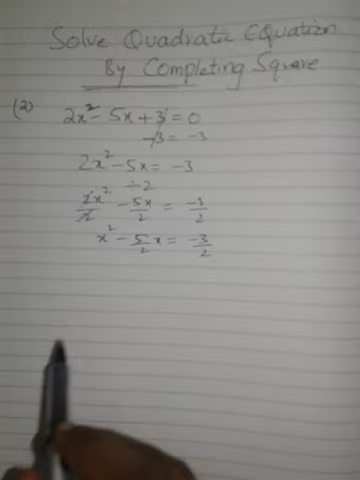 Solve Quadratic Equation
By Completing Square
(2) 2x² - 5x + 3 = 0
-3 = -3
2x² - 5x = -3
÷2
2x²/2 - 5x/2 = -3/2
x² - 5/2 x = -3/2